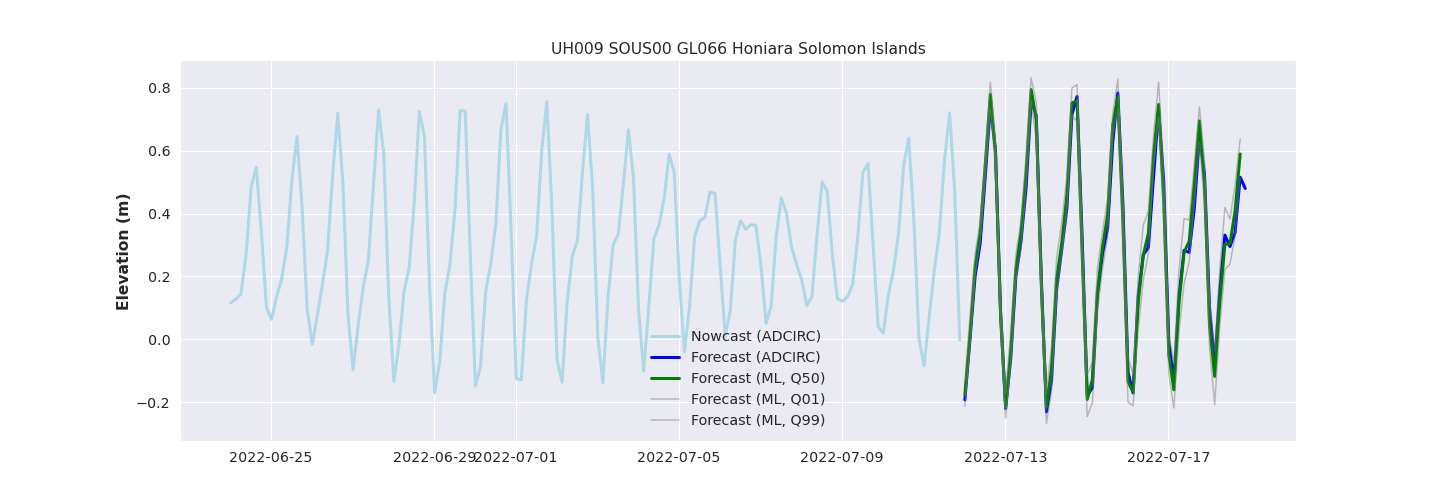 UH009 SOUS00 GL066 Honiara Solomon Islands
Elevation (m)
0.8
0.6
0.4
0.2
0.0
−0.2
Nowcast (ADCIRC)
Forecast (ADCIRC)
Forecast (ML, Q50)
Forecast (ML, Q01)
Forecast (ML, Q99)
2022-06-25 2022-06-29 2022-07-01 2022-07-05 2022-07-09 2022-07-13 2022-07-17